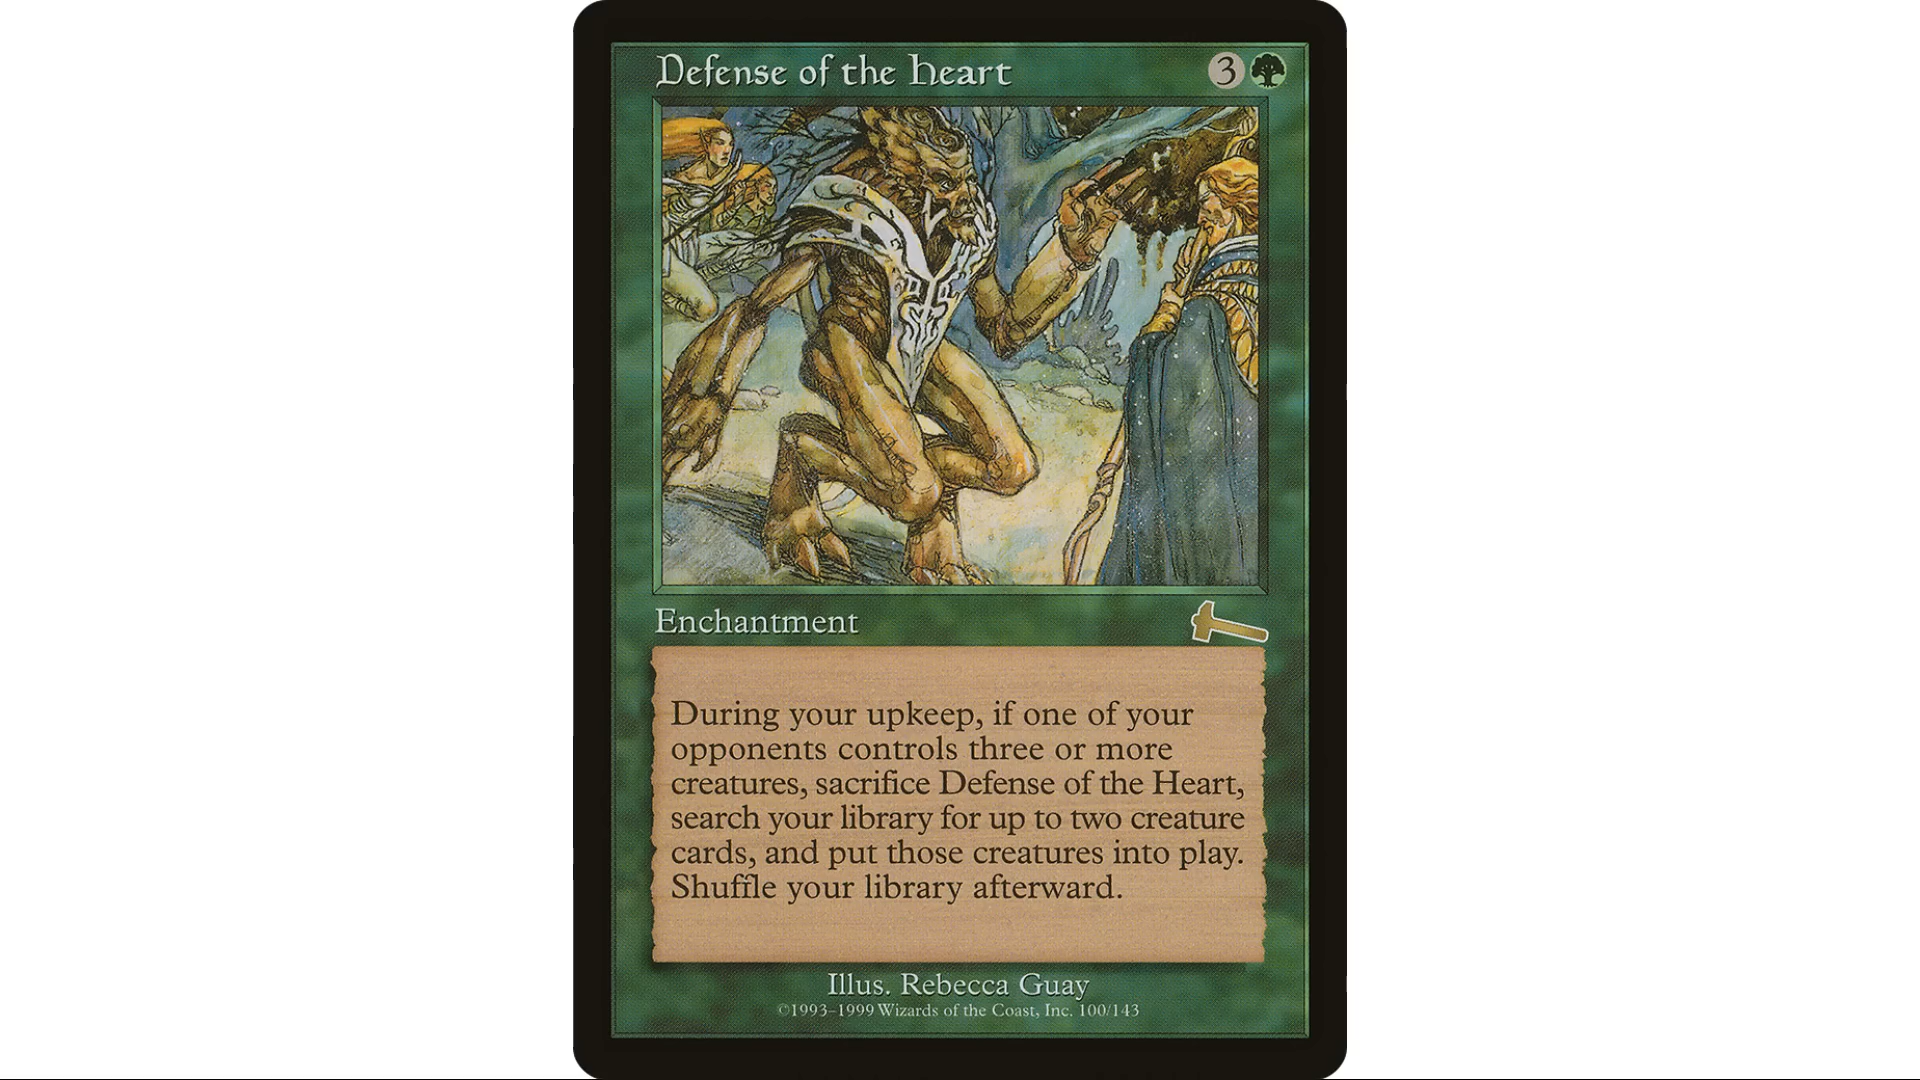 Defense of the Heart 3
Enchantment
During your upkeep, if one of your
opponents controls three or more
creatures, sacrifice Defense of the Heart,
search your library for up to two creature
cards, and put those creatures into play.
Shuffle your library afterward.
Illus. Rebecca Guay
©1993–1999 Wizards of the Coast, Inc. 100/143